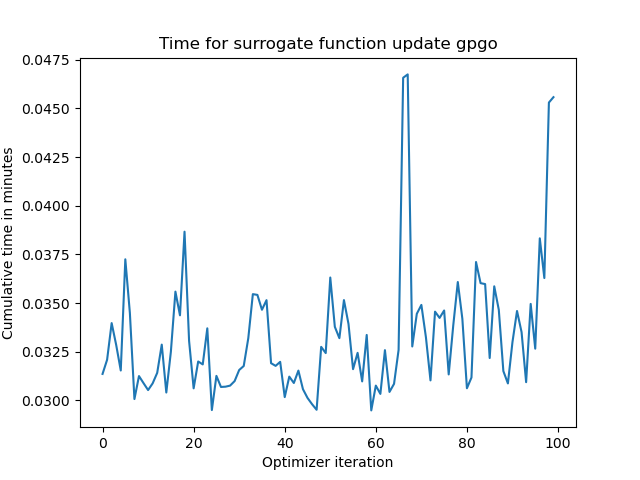 Time for surrogate function update gpgo
0.0475
0.0450
0.0425
0.0400
0.0375
0.0350
0.0325
0.0300
Cumulative time in minutes
0 20 40 60 80 100
Optimizer iteration